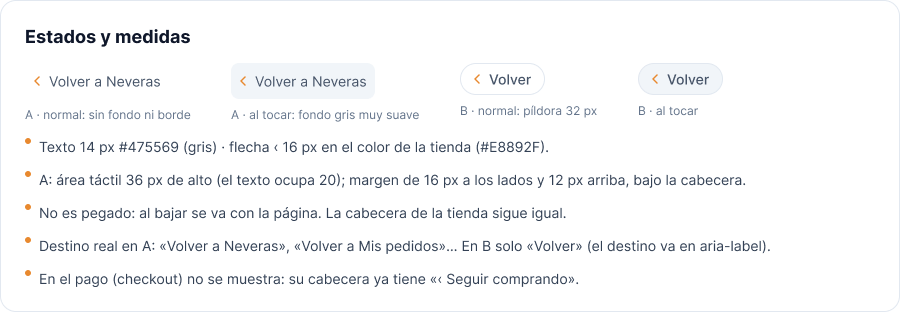 Estados y medidas
‹ Volver a Neveras
‹ Volver a Neveras
‹ Volver
‹ Volver
A · normal: sin fondo ni borde
A · al tocar: fondo gris muy suave
B · normal: píldora 32 px
B · al tocar
• Texto 14 px #475569 (gris) · flecha ‹ 16 px en el color de la tienda (#E8892F).
• A: área táctil 36 px de alto (el texto ocupa 20); margen de 16 px a los lados y 12 px arriba, bajo la cabecera.
• No es pegado: al bajar se va con la página. La cabecera de la tienda sigue igual.
• Destino real en A: «Volver a Neveras», «Volver a Mis pedidos»... En B solo «Volver» (el destino va en aria-label).
• En el pago (checkout) no se muestra: su cabecera ya tiene «‹ Seguir comprando».